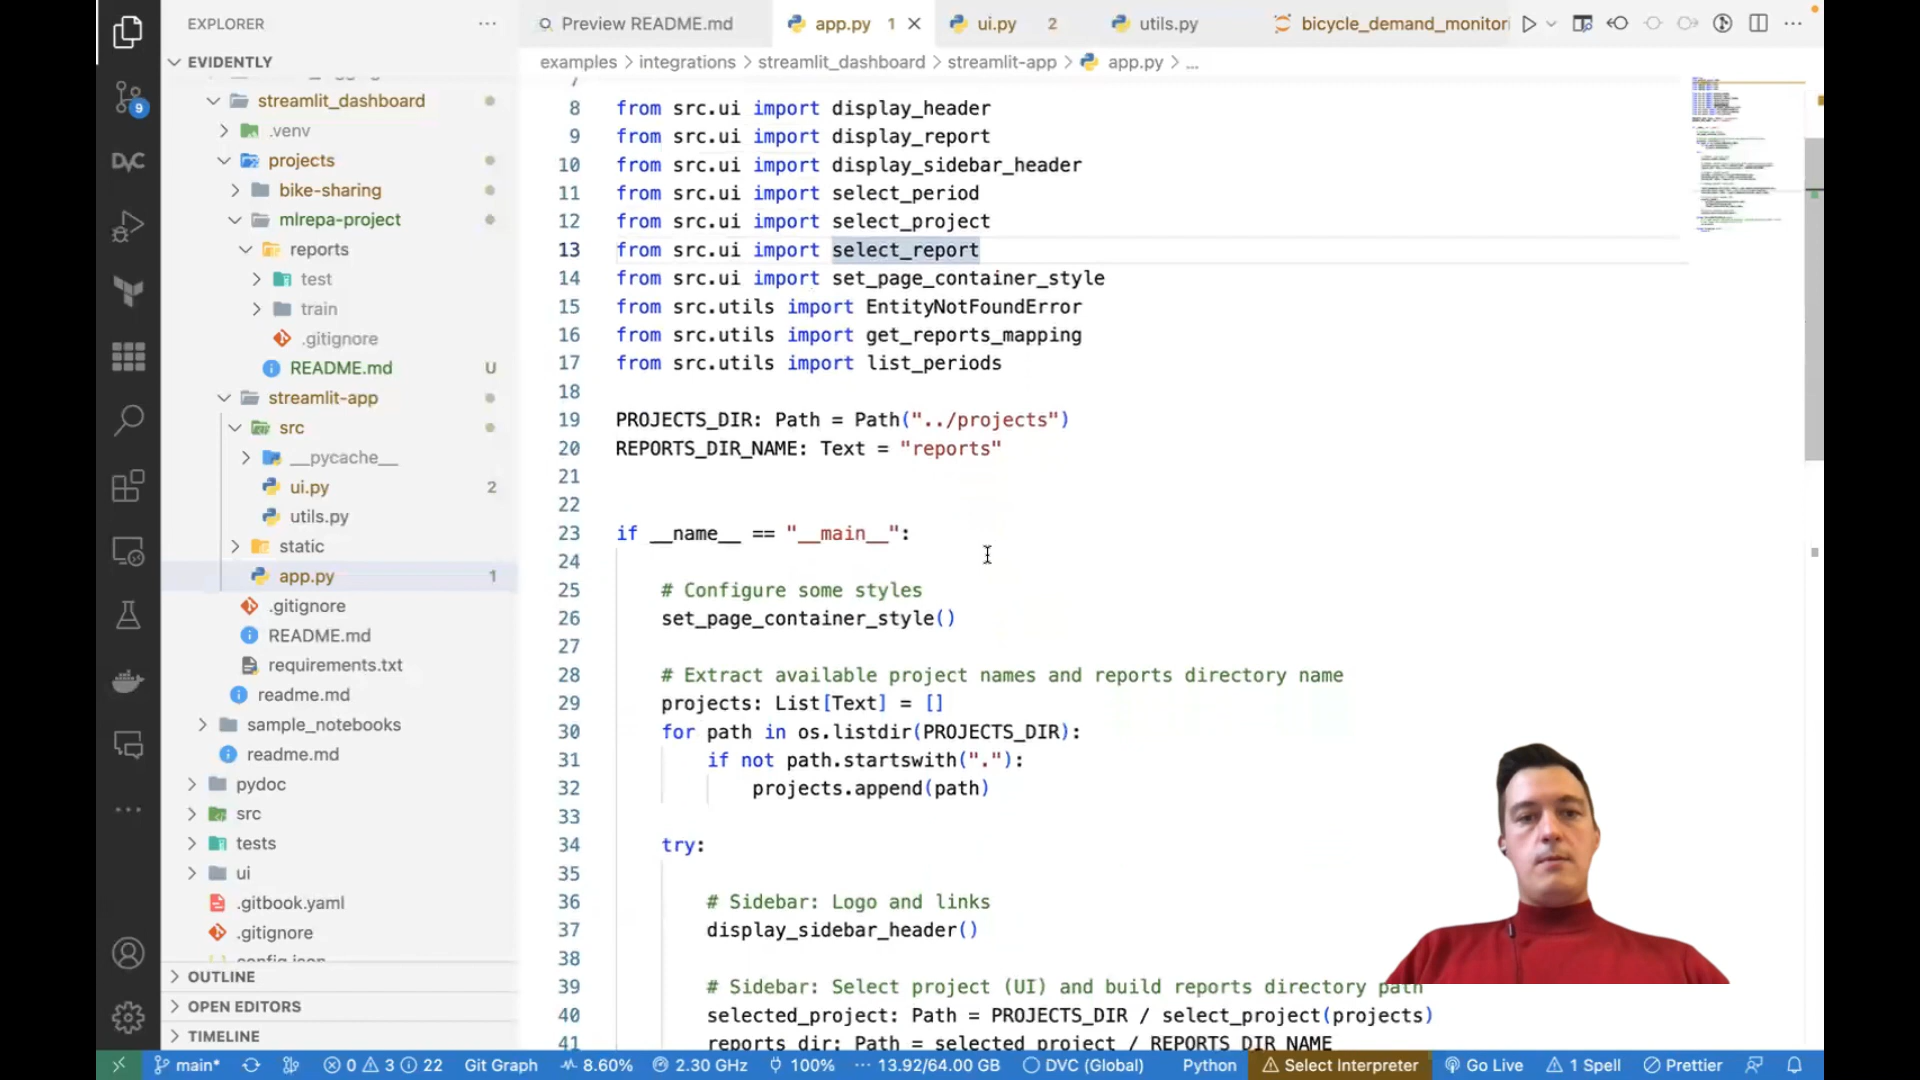 EXPLORER
Preview README.md
app.py 1
ui.py 2
utils.py
bicycle_demand_monitori
EVIDENTLY
examples > integrations > streamlit_dashboard > streamlit-app > app.py > ...
9
DVC
streamlit_dashboard
.venv
projects
bike-sharing
mlrepa-project
reports
test
train
.gitignore
README.md U
streamlit-app
src
__pycache__
ui.py 2
utils.py
static
app.py 1
.gitignore
README.md
requirements.txt
readme.md
sample_notebooks
readme.md
pydoc
src
tests
ui
.gitbook.yaml
.gitignore
config.json
OUTLINE
OPEN EDITORS
TIMELINE
7
8 from src.ui import display_header
9 from src.ui import display_report
10 from src.ui import display_sidebar_header
11 from src.ui import select_period
12 from src.ui import select_project
13 from src.ui import select_report
14 from src.ui import set_page_container_style
15 from src.utils import EntityNotFoundError
16 from src.utils import get_reports_mapping
17 from src.utils import list_periods
18
19 PROJECTS_DIR: Path = Path("../projects")
20 REPORTS_DIR_NAME: Text = "reports"
21
22
23 if __name__ == "__main__":
24
25 # Configure some styles
26 set_page_container_style()
27
28 # Extract available project names and reports directory name
29 projects: List[Text] = []
30 for path in os.listdir(PROJECTS_DIR):
31 if not path.startswith("."):
32 projects.append(path)
33
34 try:
35
36 # Sidebar: Logo and links
37 display_sidebar_header()
38
39 # Sidebar: Select project (UI) and build reports directory path
40 selected_project: Path = PROJECTS_DIR / select_project(projects)
41 reports_dir: Path = selected_project / REPORTS_DIR_NAME
main* 0 3 22 Git Graph 8.60% 2.30 GHz 100% 13.92/64.00 GB DVC (Global) Python Select Interpreter Go Live 1 Spell Prettier